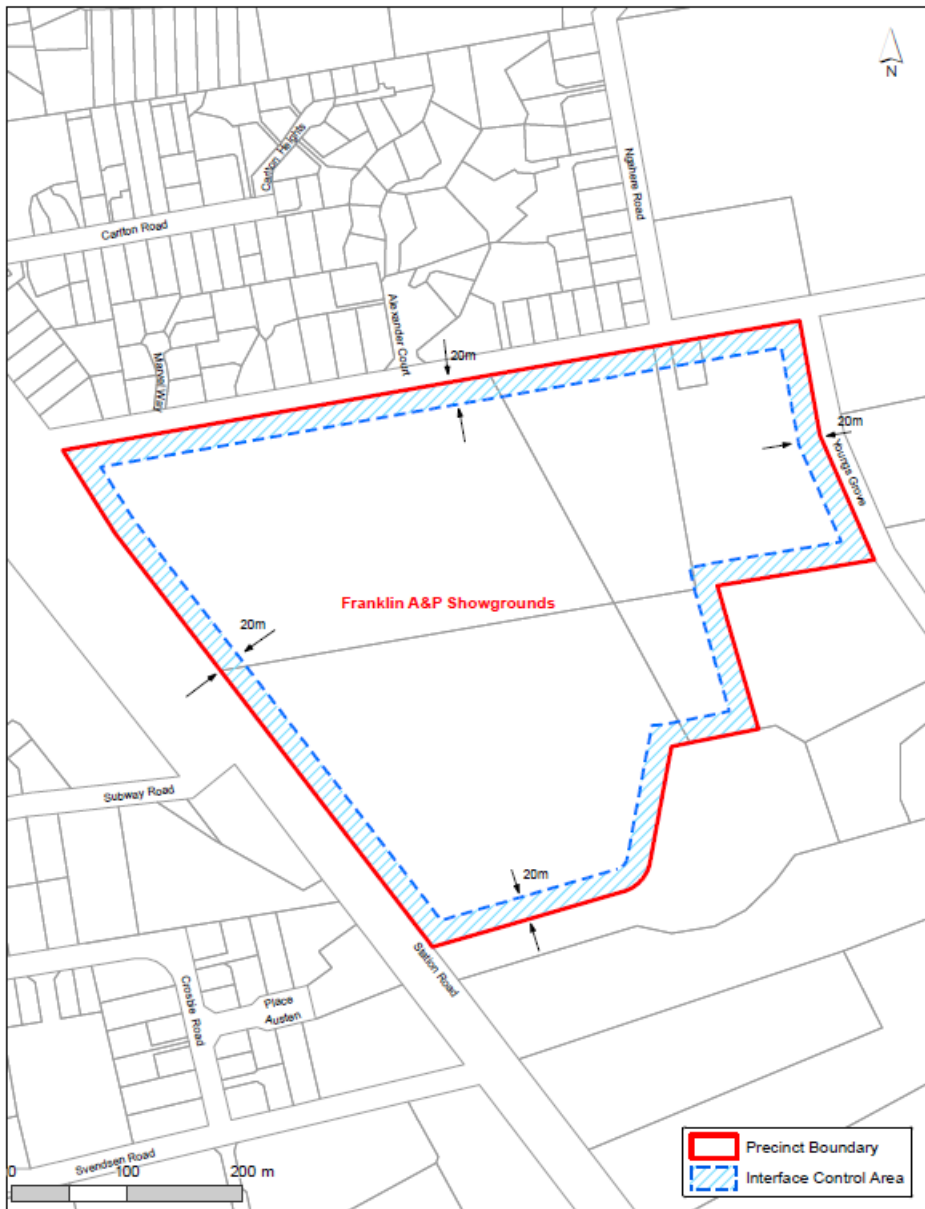 N
Carlton Heights
Ngahere Road
Carlton Road
Alexander Court
Marvel Way
20m
20m
Youngs Grove
Franklin A&P Showgrounds
20m
Subway Road
20m
Station Road
Crosbie Road
Place
Austen
Svendsen Road
0 100 200 m
Precinct Boundary
Interface Control Area